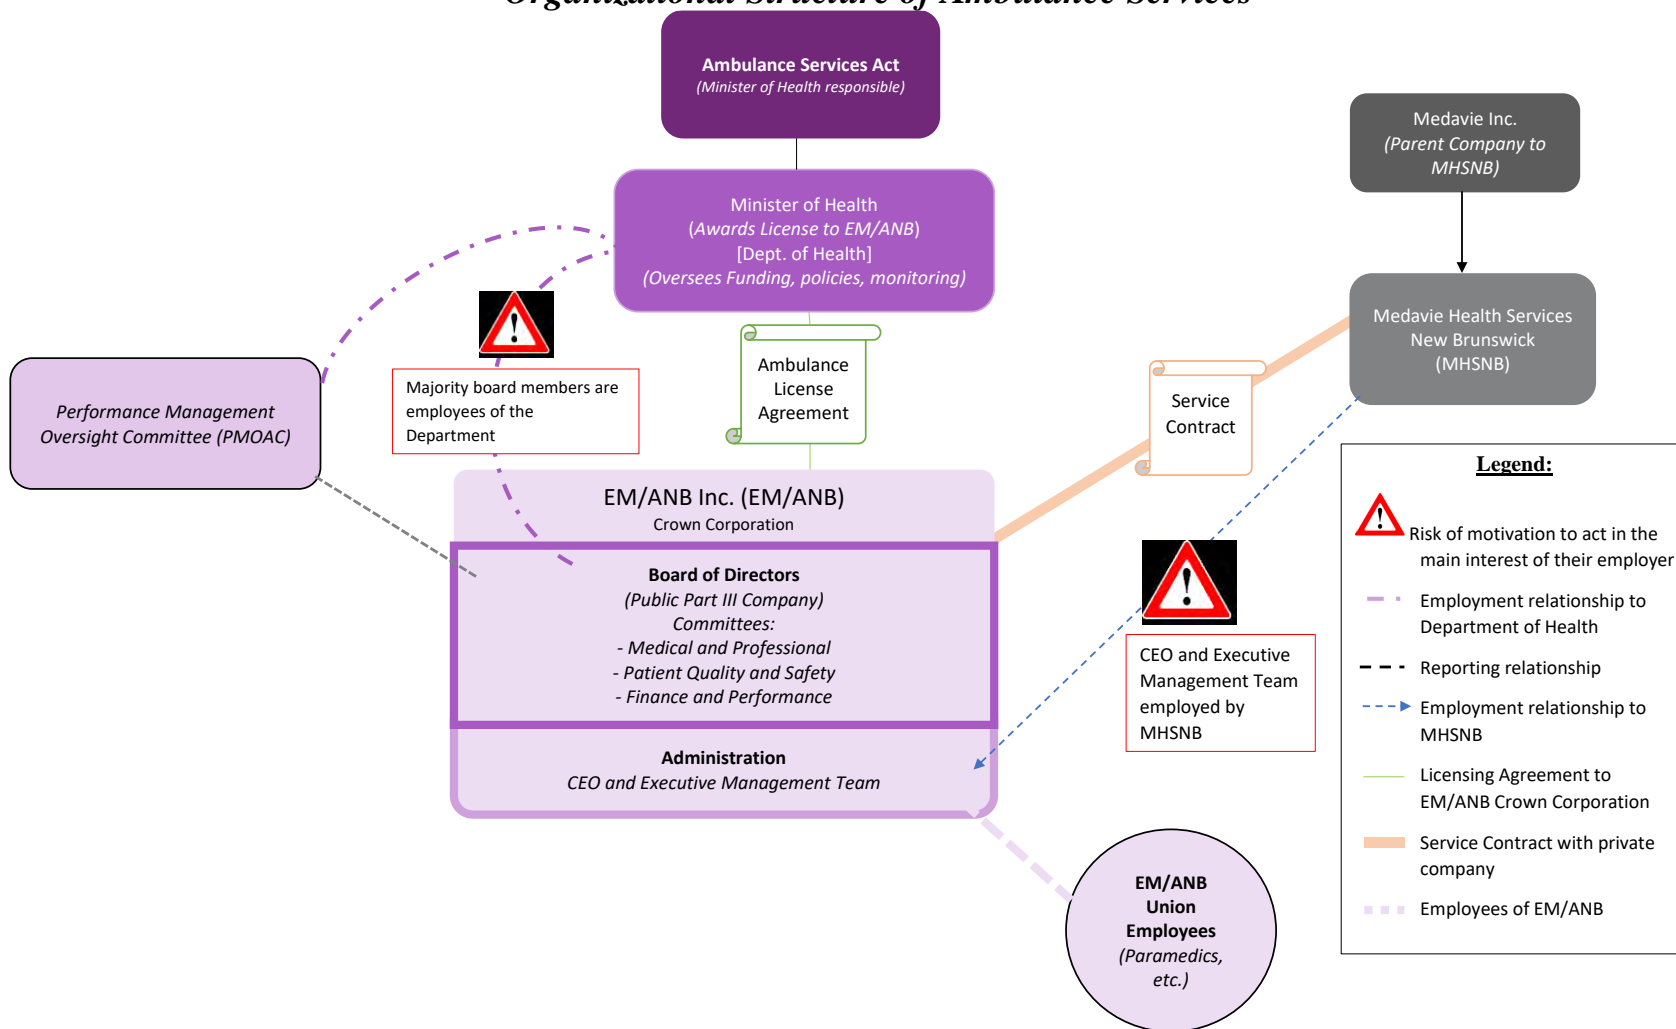 Organizational Structure of Ambulance Services
Ambulance Services Act
(Minister of Health responsible)
Medavie Inc.
(Parent Company to
MHSNB)
Minister of Health
(Awards License to EM/ANB)
[Dept. of Health]
(Oversees Funding, policies, monitoring)
Medavie Health Services
New Brunswick
(MHSNB)
Ambulance
License
Agreement
Majority board members are
employees of the
Department
Performance Management
Oversight Committee (PMOAC)
Service
Contract
EM/ANB Inc. (EM/ANB)
Crown Corporation
Board of Directors
(Public Part III Company)
Committees:
- Medical and Professional
- Patient Quality and Safety
- Finance and Performance
Administration
CEO and Executive Management Team
CEO and Executive
Management Team
employed by
MHSNB
EM/ANB
Union
Employees
(Paramedics,
etc.)
Legend:
Risk of motivation to act in the
main interest of their employer
Employment relationship to
Department of Health
Reporting relationship
Employment relationship to
MHSNB
Licensing Agreement to
EM/ANB Crown Corporation
Service Contract with private
company
Employees of EM/ANB